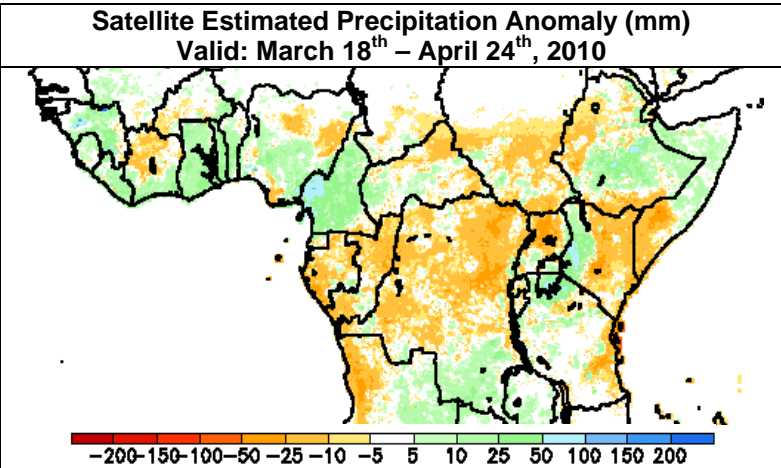 Satellite Estimated Precipitation Anomaly (mm)
Valid: March 18th – April 24th, 2010
-200-150-100-50 -25 -10 -5 5 10 25 50 100 150 200